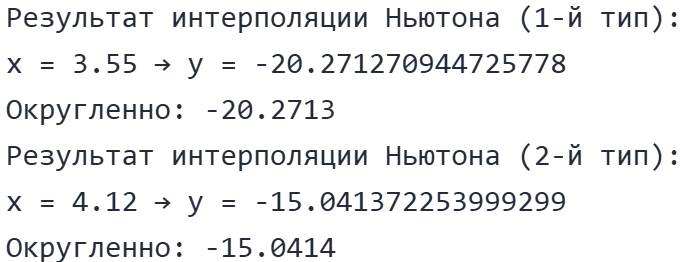 Результат интерполяции Ньютона (1-й тип):
x = 3.55 → y = -20.271270944725778
Округленно: -20.2713
Результат интерполяции Ньютона (2-й тип):
x = 4.12 → y = -15.041372253999299
Округленно: -15.0414